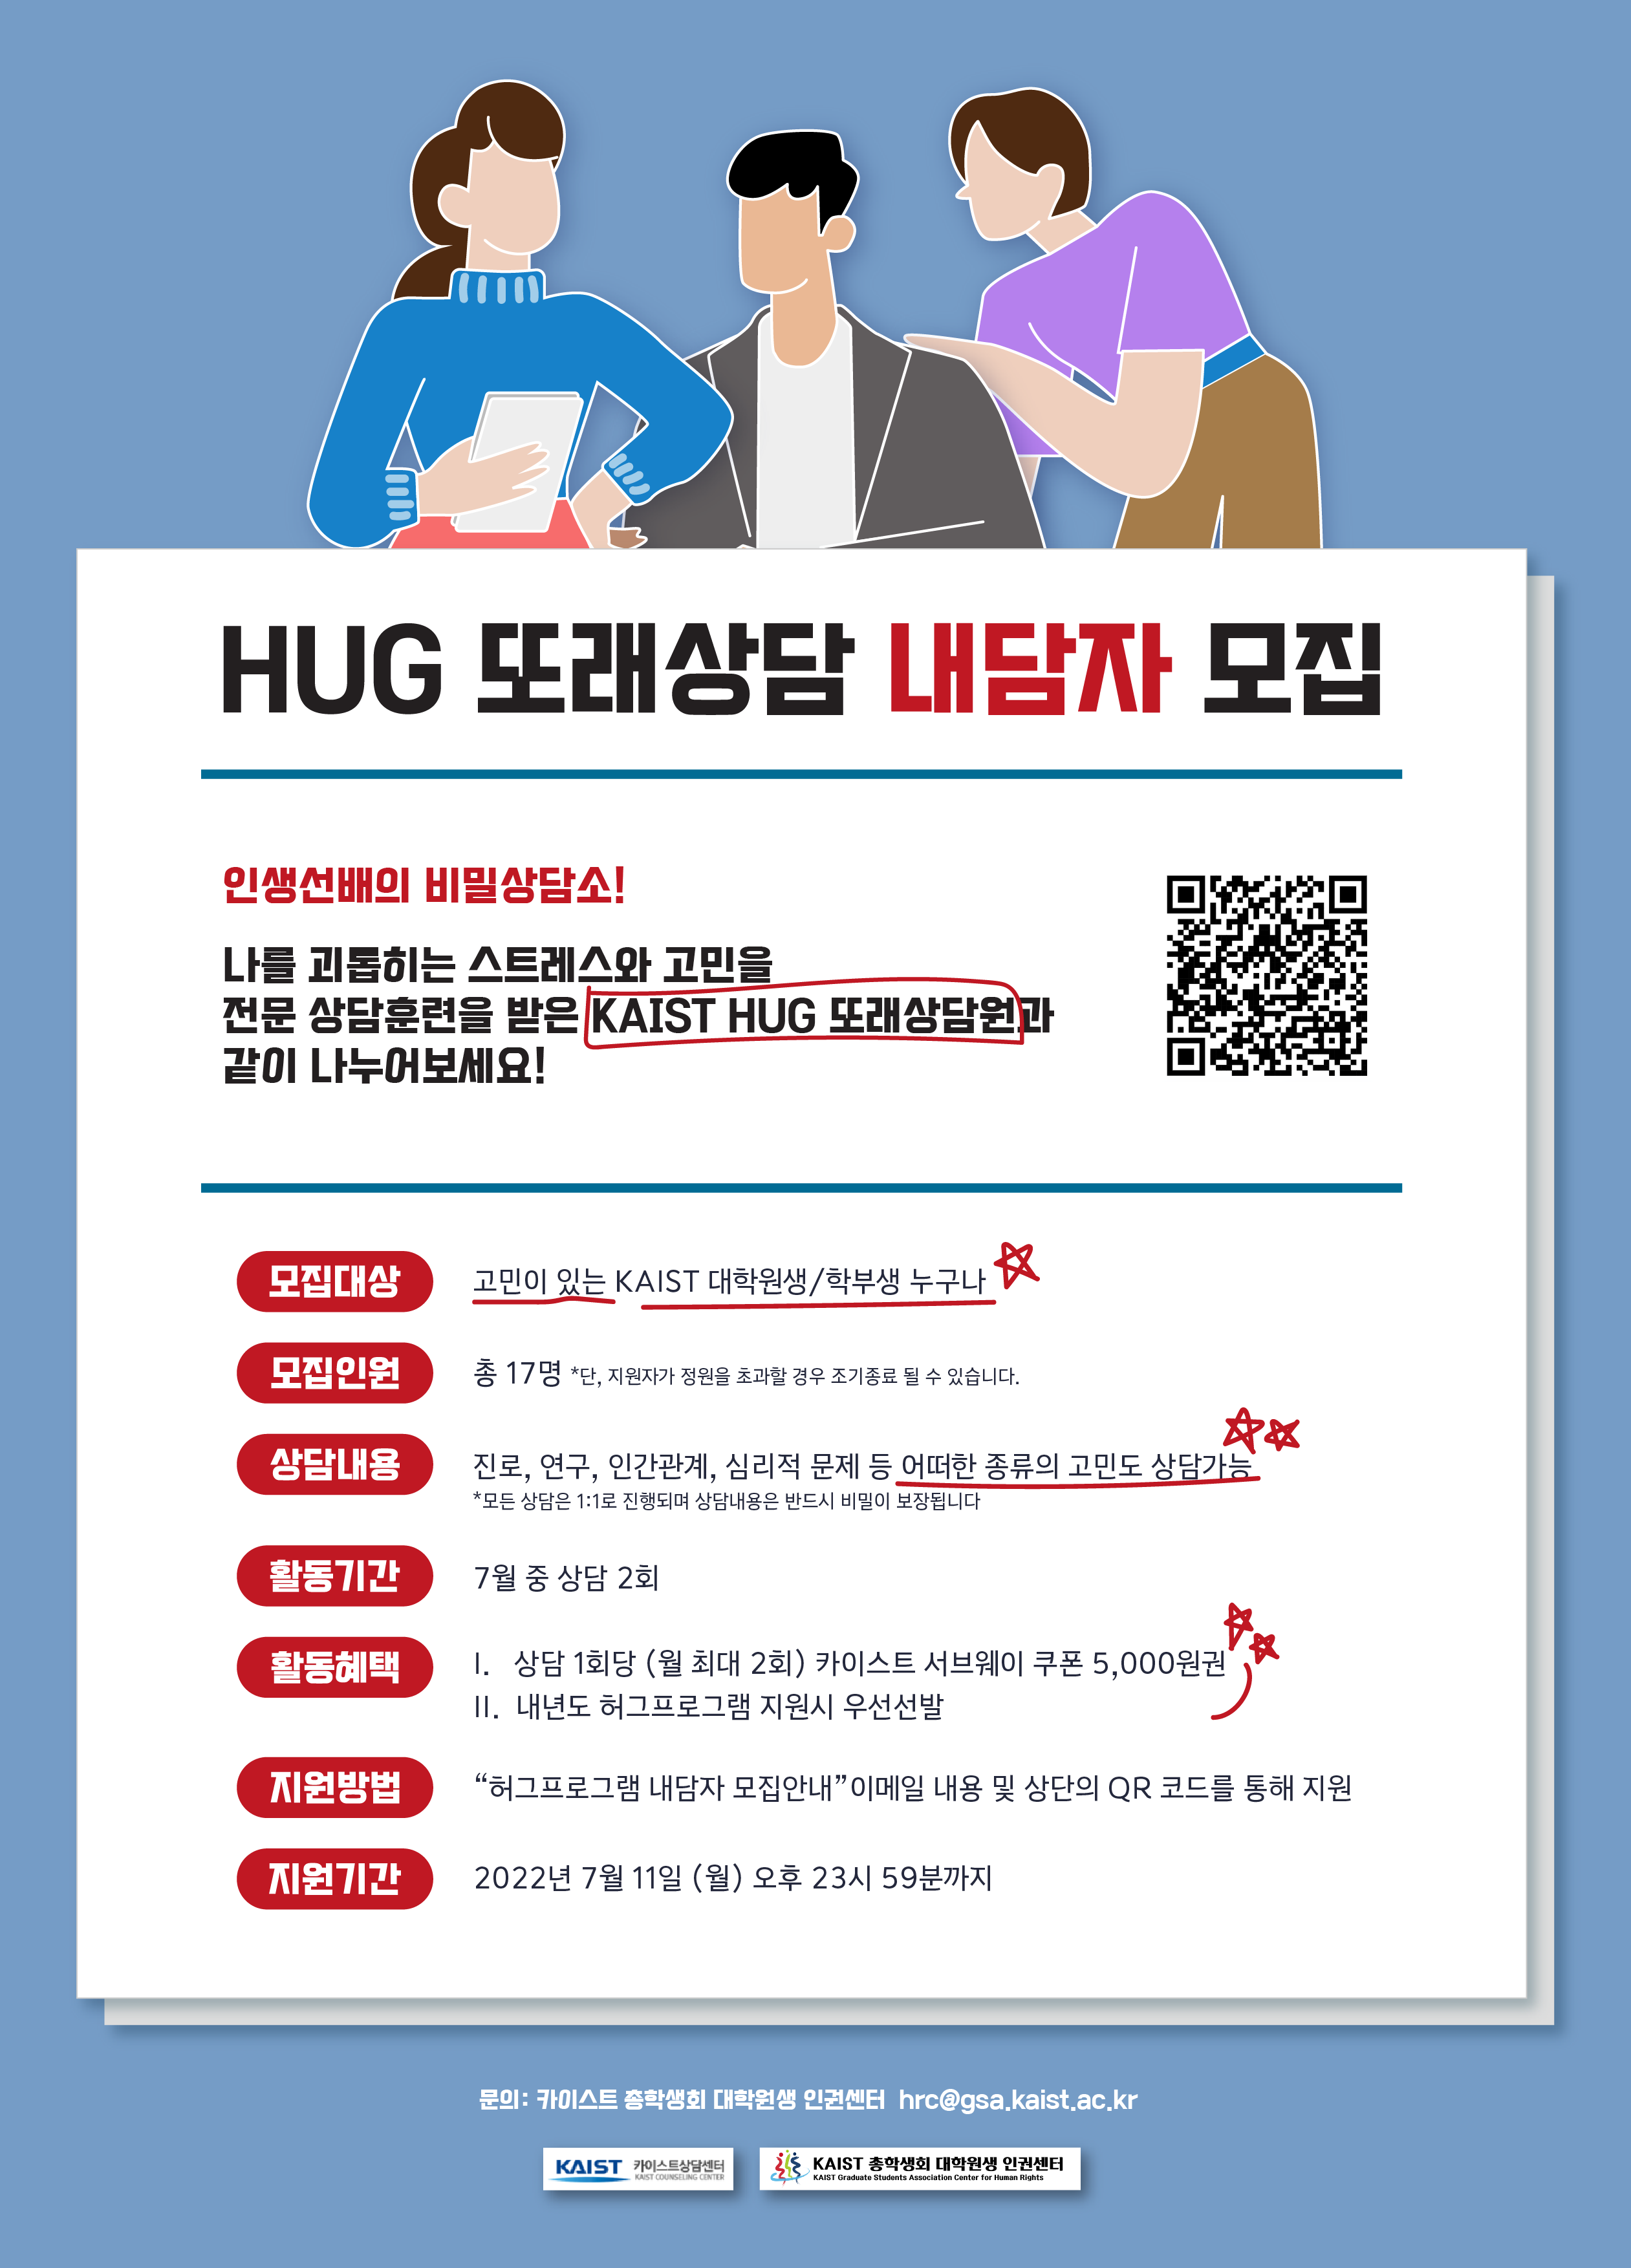 HUG 또래상담 내담자 모집
인생선배의 비밀상담소!
나를 괴톱히는 스트레스와 고민을
전문 상담훈련을 받은 KAIST HUG 또래상담원과
같이 나누어보세요!
모집대상
고민이 있는 KAIST 대학원생/학부생 누구나
모집인원
총 17명 *단, 지원자가 정원을 초과할 경우 조기종료 될 수 있습니다.
상담내용
진로, 연구, 인간관계, 심리적 문제 등 어떠한 종류의 고민도 상담가능
*모든 상담은 1:1로 진행되며 상담내용은 반드시 비밀이 보장됩니다
활동기간
7월 중 상담 2회
활동혜택
I. 상담 1회당 (월 최대 2회) 카이스트 서브웨이 쿠폰 5,000원권
II. 내년도 허그프로그램 지원시 우선선발
지원방법
“허그프로그램 내담자 모집안내”이메일 내용 및 상단의 QR 코드를 통해 지원
지원기간
2022년 7월 11일 (월) 오후 23시 59분까지
문의: 카이스트 총학생회 대학원생 인권센터 hrc@gsa.kaist.ac.kr
KAIST 카이스트상담센터
KAIST COUNSELING CENTER
KAIST 총학생회 대학원생 인권센터
KAIST Graduate Students Association Center for Human Rights